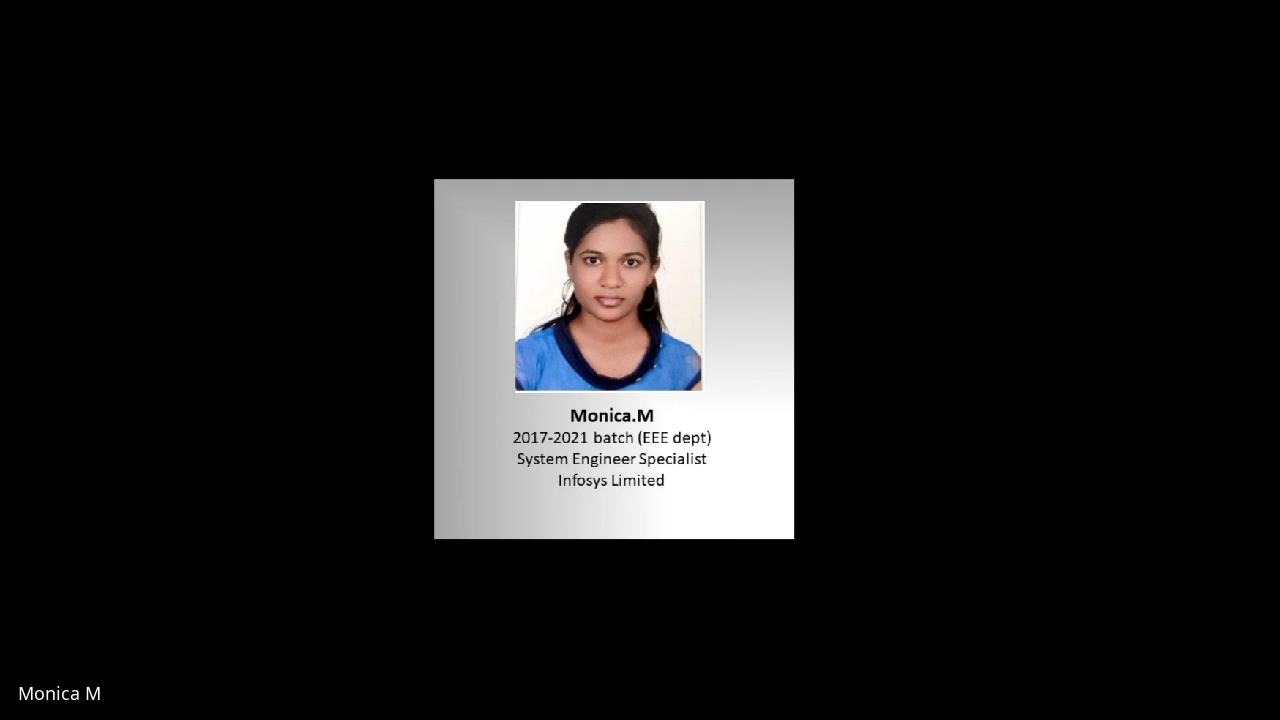 Monica.M
2017-2021 batch (EEE dept)
System Engineer Specialist
Infosys Limited
Monica M